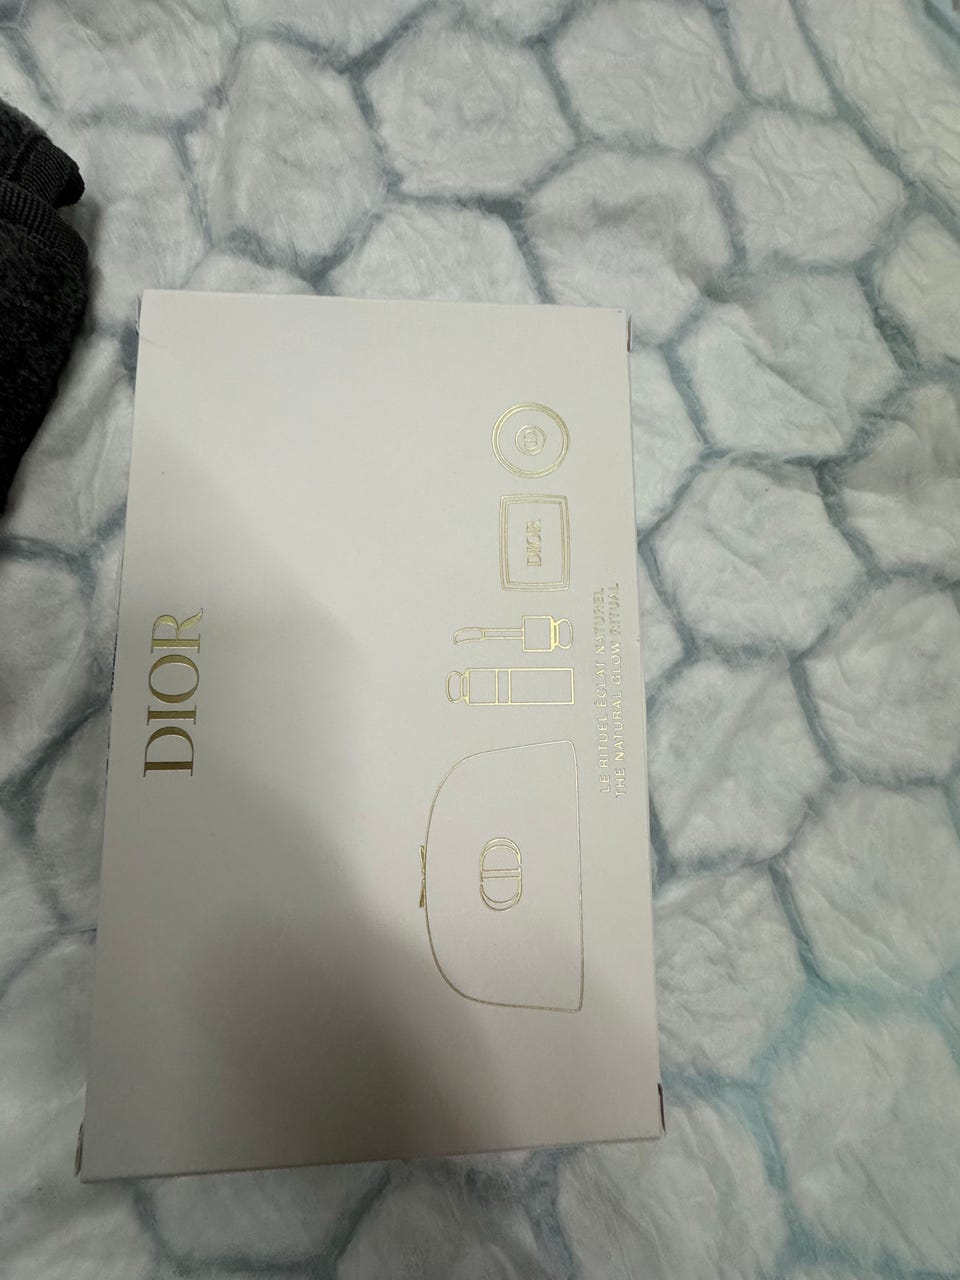 DIOR
DIOR
LE RITUEL ÉCLAT NATUREL
THE NATURAL GLOW RITUAL